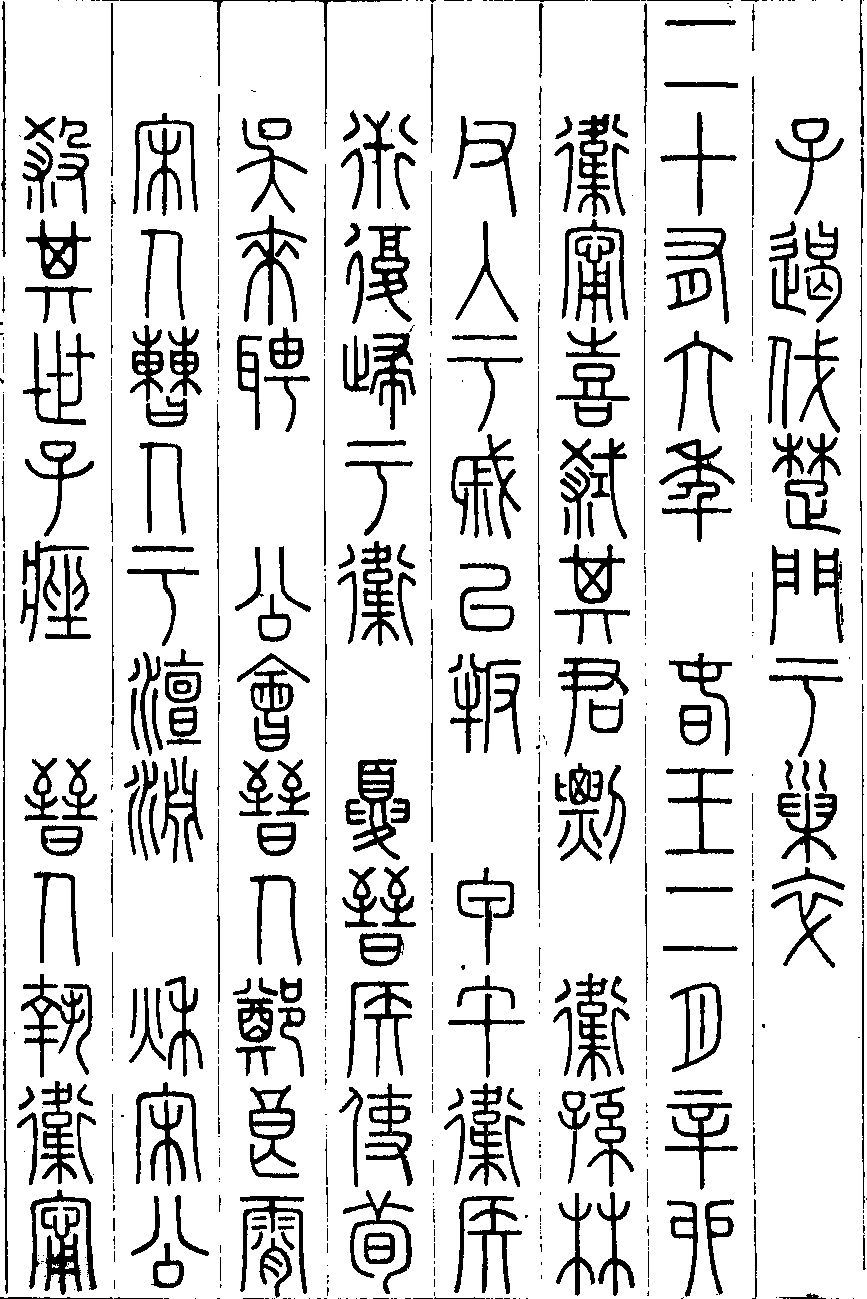 子遏伐楚門于巢卒
二十有六年 春王二月辛卯
衛甯喜弒其君剽 衛孫林
父入于戚以叛 甲午衛侯
衎復歸于衛 夏晉侯使荀
吳來聘 公會晉人鄭良霄
宋人曹人于澶淵 秋宋公
殺其世子痤 晉人執衛甯